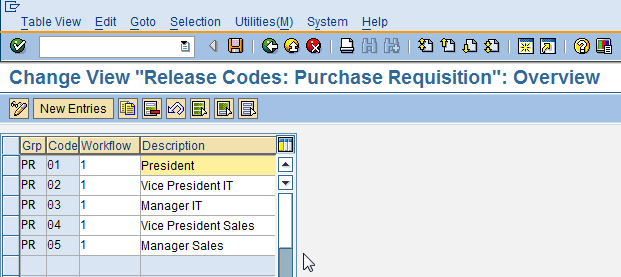 Table View Edit Goto Selection Utilities(M) System Help
Change View "Release Codes: Purchase Requisition": Overview
New Entries
Grp Code Workflow Description
PR 01 1 President
PR 02 1 Vice President IT
PR 03 1 Manager IT
PR 04 1 Vice President Sales
PR 05 1 Manager Sales